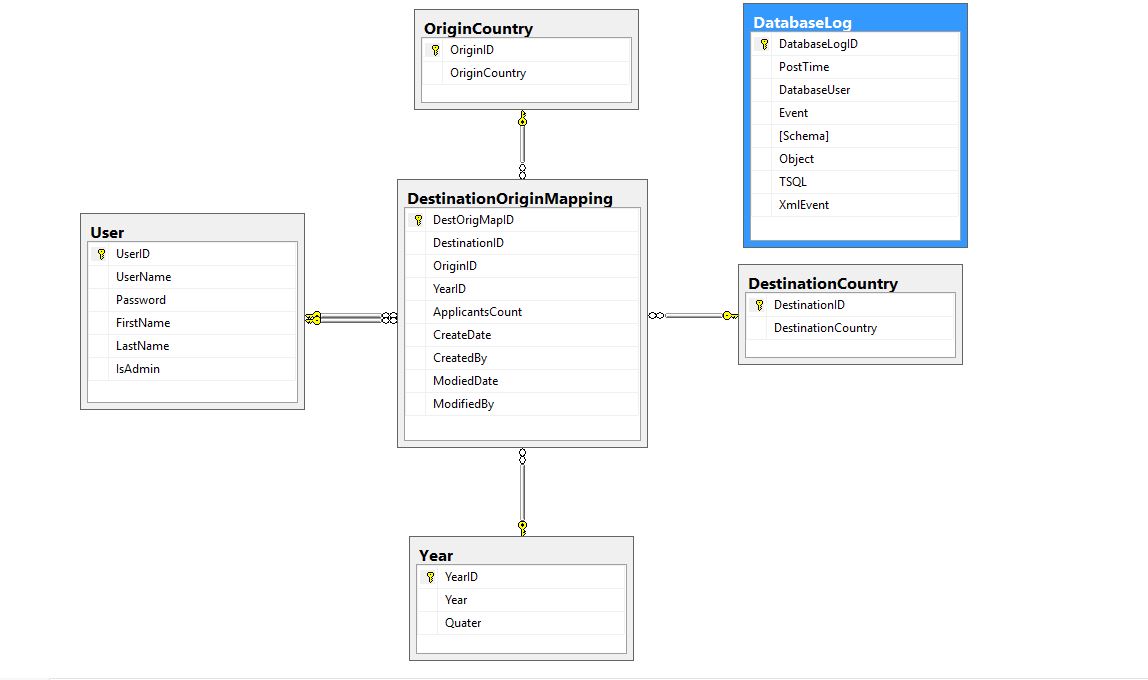 OriginCountry
OriginID
OriginCountry
DatabaseLog
DatabaseLogID
PostTime
DatabaseUser
Event
[Schema]
Object
TSQL
XmlEvent
User
UserID
UserName
Password
FirstName
LastName
IsAdmin
DestinationOriginMapping
DestOrigMapID
DestinationID
OriginID
YearID
ApplicantsCount
CreateDate
CreatedBy
ModiedDate
ModifiedBy
DestinationCountry
DestinationID
DestinationCountry
Year
YearID
Year
Quater